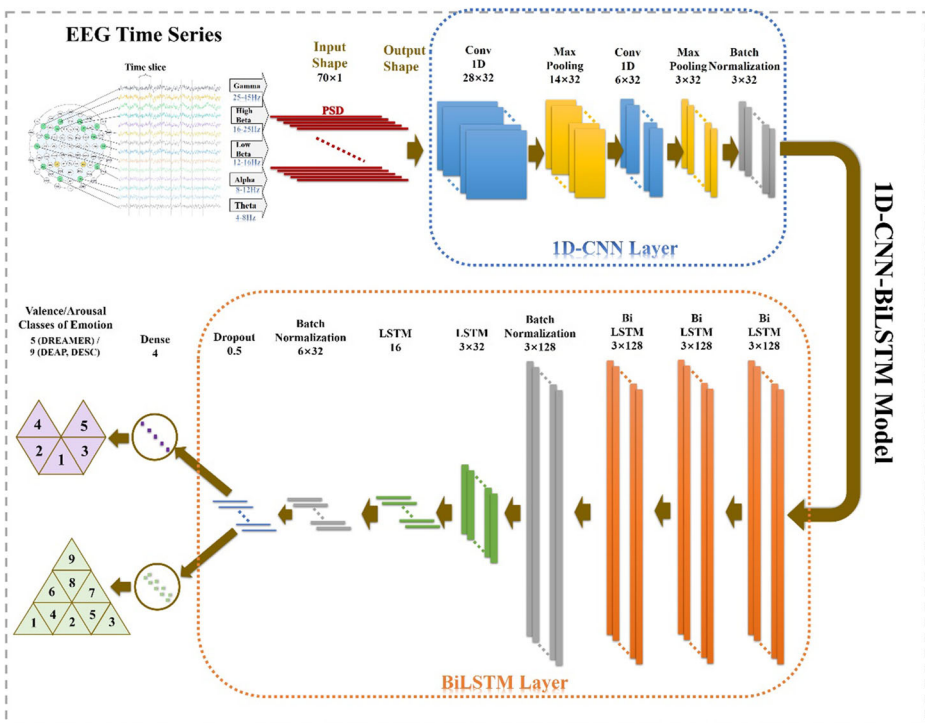 EEG Time Series
Time slice
Gamma
25-45Hz
High
Beta
16-25Hz
Low
Beta
12-16Hz
Alpha
8-12Hz
Theta
4-8Hz
Input
Shape
70×1
Output
Shape
PSD
Conv
1D
28×32
Max
Pooling
14×32
Conv
1D
6×32
Max
Pooling
3×32
Batch
Normalization
3×32
1D-CNN Layer
1D-CNN-BiLSTM Model
Valence/Arousal
Classes of Emotion
5 (DREAMER) /
9 (DEAP, DESC)
Dense
4
Dropout
0.5
Batch
Normalization
6×32
LSTM
16
LSTM
3×32
Batch
Normalization
3×128
Bi
LSTM
3×128
Bi
LSTM
3×128
Bi
LSTM
3×128
4 5
2 1 3
9
6 8 7
1 4 2 5 3
BiLSTM Layer